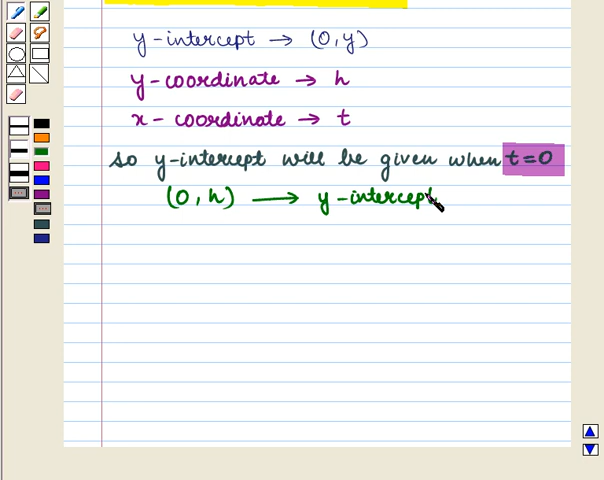 y-intercept → (0,y)
y-coordinate → h
x-coordinate → t
so y-intercept will be given when t=0
(0,h) → y-intercept